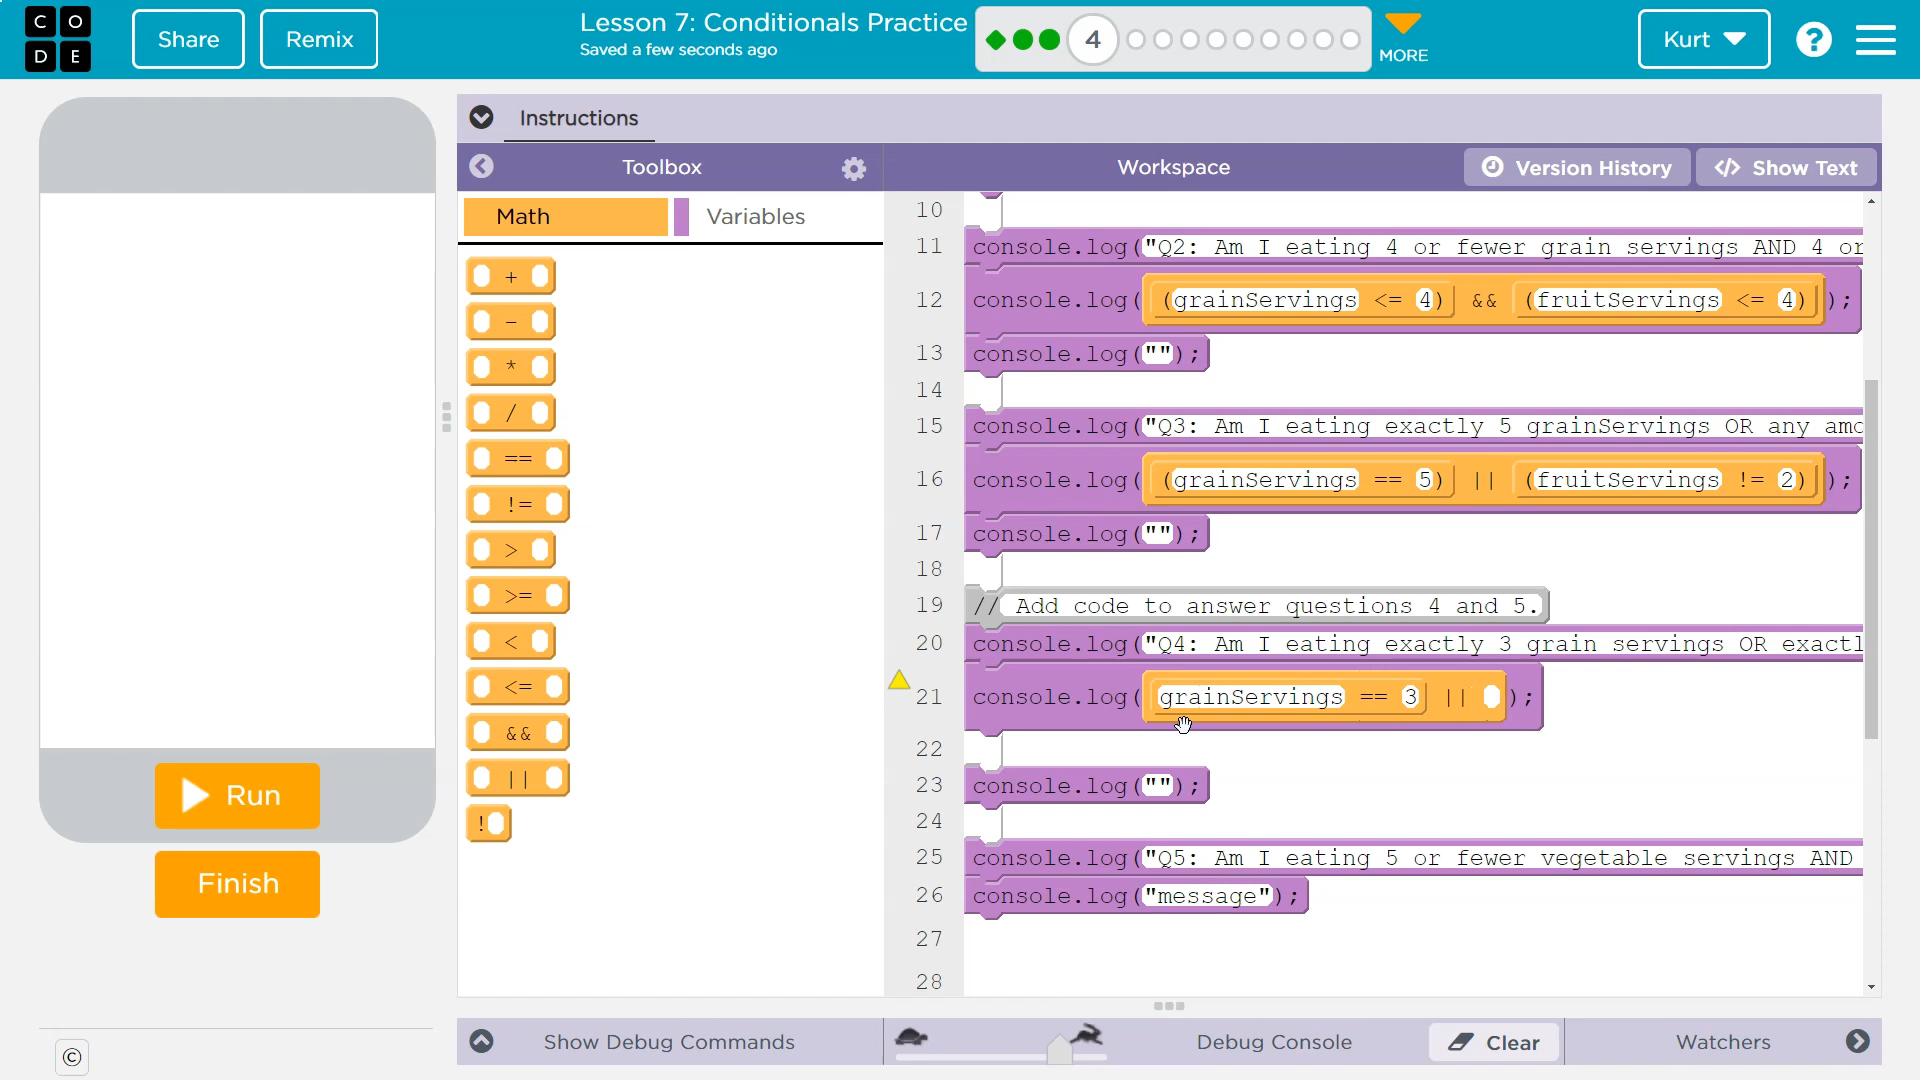 C O D E
Share
Remix
Lesson 7: Conditionals Practice
Saved a few seconds ago
4
MORE
Kurt
?
Instructions
Toolbox
Workspace
Version History
</> Show Text
Math
Variables
+
-
*
/
==
!=
>
>=
<
<=
&&
||
!
10
11 console.log("Q2: Am I eating 4 or fewer grain servings AND 4 or
12 console.log( (grainServings <= 4) && (fruitServings <= 4) );
13 console.log("");
14
15 console.log("Q3: Am I eating exactly 5 grainServings OR any amo
16 console.log( (grainServings == 5) || (fruitServings != 2) );
17 console.log("");
18
19 // Add code to answer questions 4 and 5.
20 console.log("Q4: Am I eating exactly 3 grain servings OR exactl
21 console.log( grainServings == 3 || );
22
23 console.log("");
24
25 console.log("Q5: Am I eating 5 or fewer vegetable servings AND
26 console.log("message");
27
28
Run
Finish
©
Show Debug Commands
Debug Console
Clear
Watchers